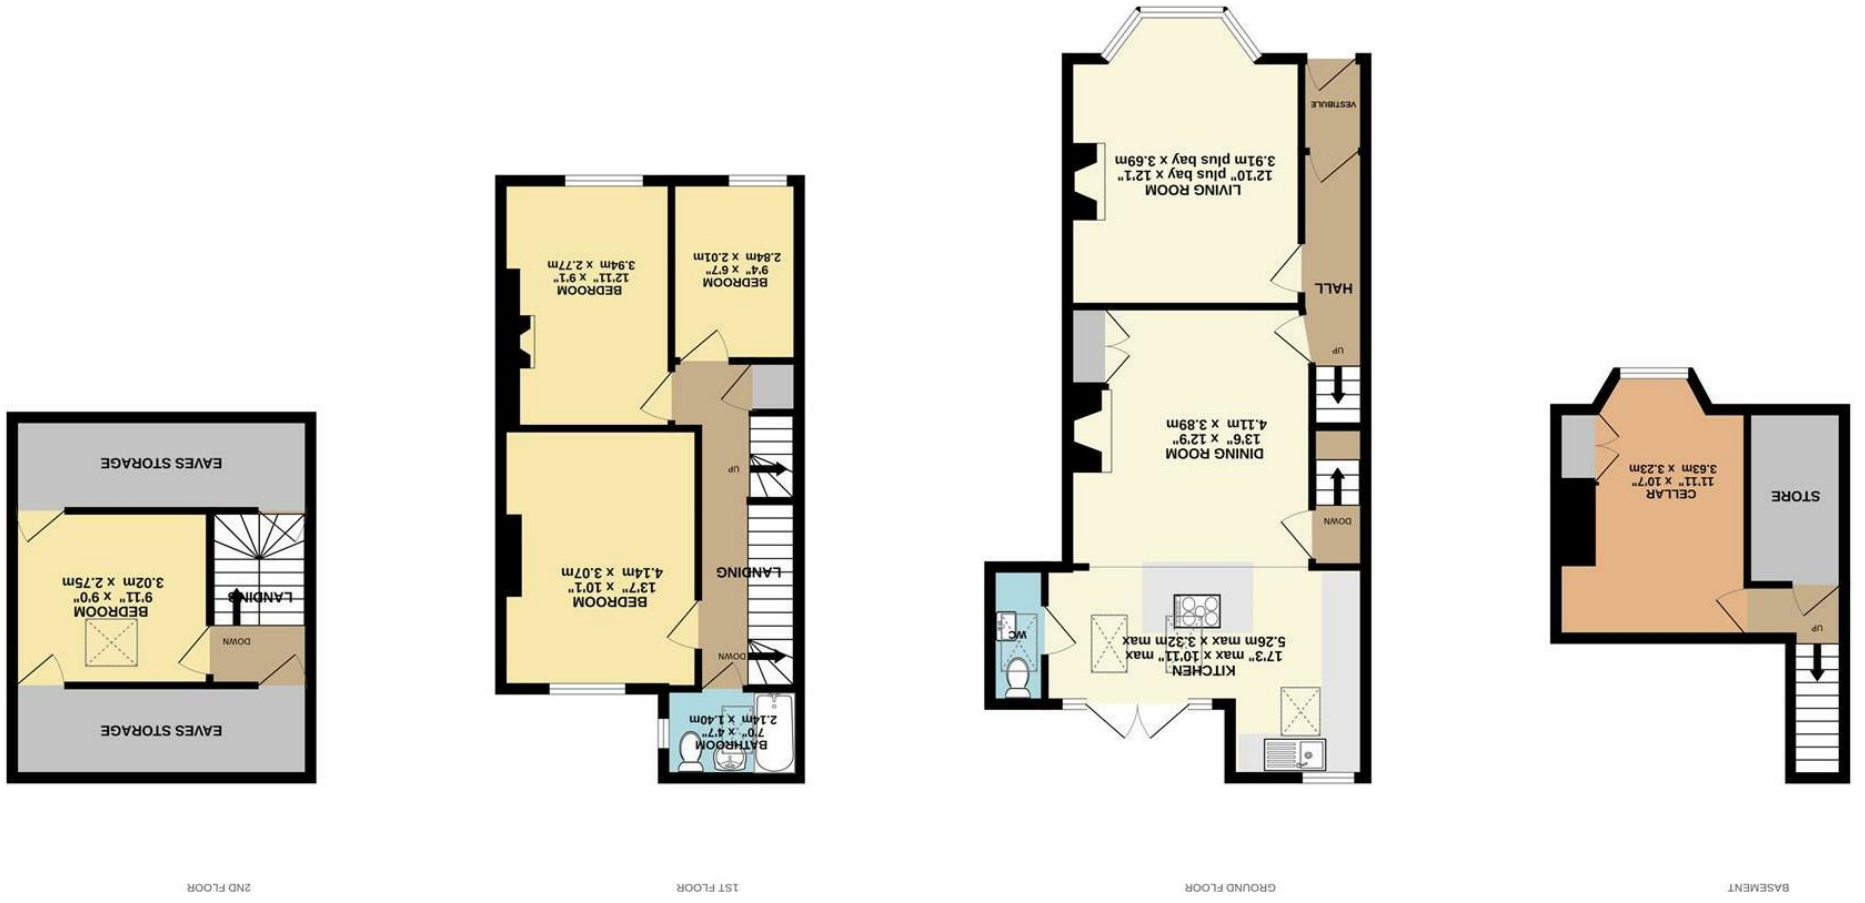 BASEMENT
UP
STORE
CELLAR
11'11" x 10'7"
3.63m x 3.23m
GROUND FLOOR
KITCHEN
17'3" max x 10'11" max
5.26m max x 3.32m max
WC
DOWN
DINING ROOM
13'6" x 12'9"
4.11m x 3.89m
UP
HALL
LIVING ROOM
12'10" plus bay x 12'1"
3.91m plus bay x 3.69m
VESTIBULE
1ST FLOOR
BATHROOM
7'0" x 4'7"
2.14m x 1.40m
DOWN
BEDROOM
13'7" x 10'1"
4.14m x 3.07m
LANDING
UP
BEDROOM
9'4" x 6'7"
2.84m x 2.01m
BEDROOM
12'11" x 9'1"
3.94m x 2.77m
2ND FLOOR
EAVES STORAGE
DOWN
LANDING
BEDROOM
9'11" x 9'0"
3.02m x 2.75m
EAVES STORAGE